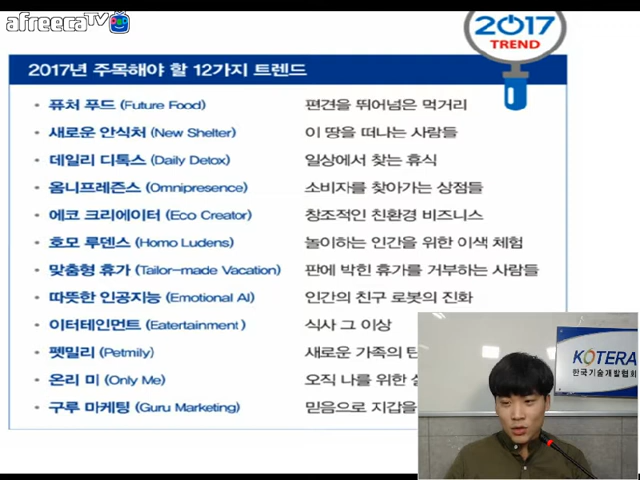 afreecaTV
2017
TREND
2017년 주목해야 할 12가지 트렌드
• 퓨처 푸드 (Future Food) 편견을 뛰어넘은 먹거리
• 새로운 안식처 (New Shelter) 이 땅을 떠나는 사람들
• 데일리 디톡스 (Daily Detox) 일상에서 찾는 휴식
• 옴니프레즌스 (Omnipresence) 소비자를 찾아가는 상점들
• 에코 크리에이터 (Eco Creator) 창조적인 친환경 비즈니스
• 호모 루덴스 (Homo Ludens) 놀이하는 인간을 위한 이색 체험
• 맞춤형 휴가 (Tailor-made Vacation) 판에 박힌 휴가를 거부하는 사람들
• 따뜻한 인공지능 (Emotional AI) 인간의 친구 로봇의 진화
• 이터테인먼트 (Eatertainment) 식사 그 이상
• 펫밀리 (Petmily) 새로운 가족의
• 온리 미 (Only Me) 오직 나를 위한
• 구루 마케팅 (Guru Marketing) 믿음으로 지갑을
KOTERA
한국기술개발협회